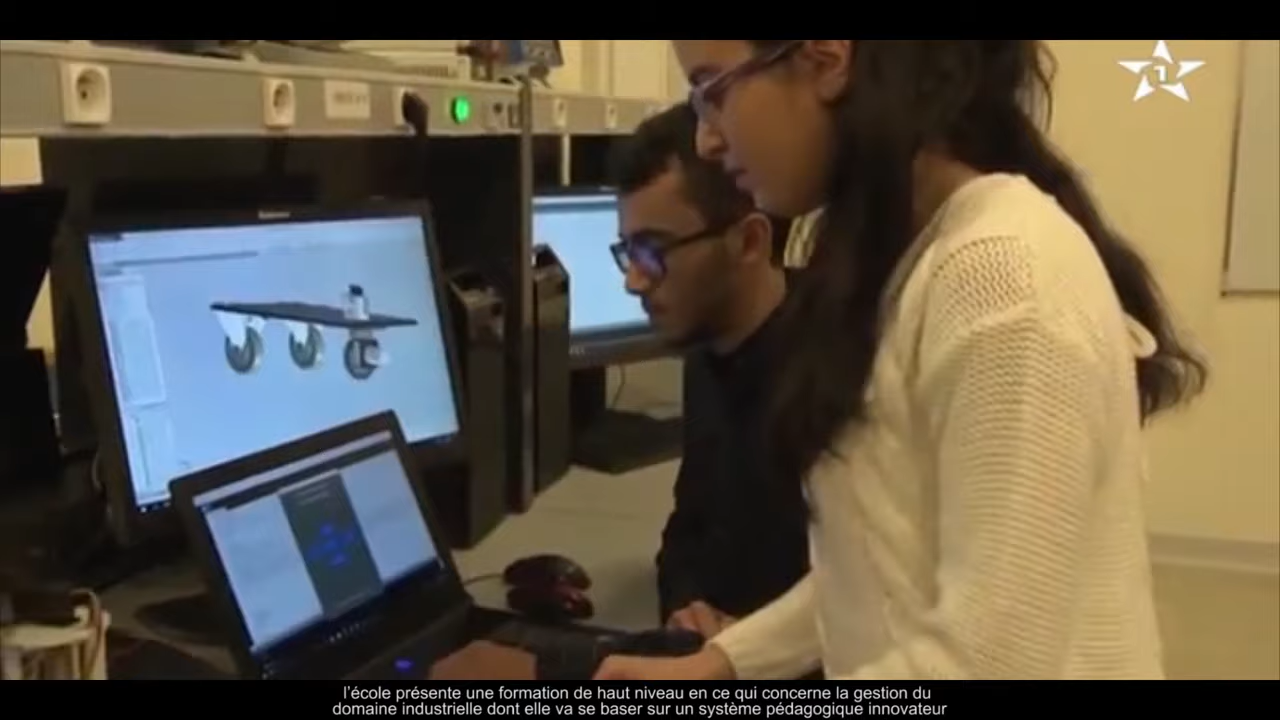 1
l'école présente une formation de haut niveau en ce qui concerne la gestion du
domaine industrielle dont elle va se baser sur un système pédagogique innovateur